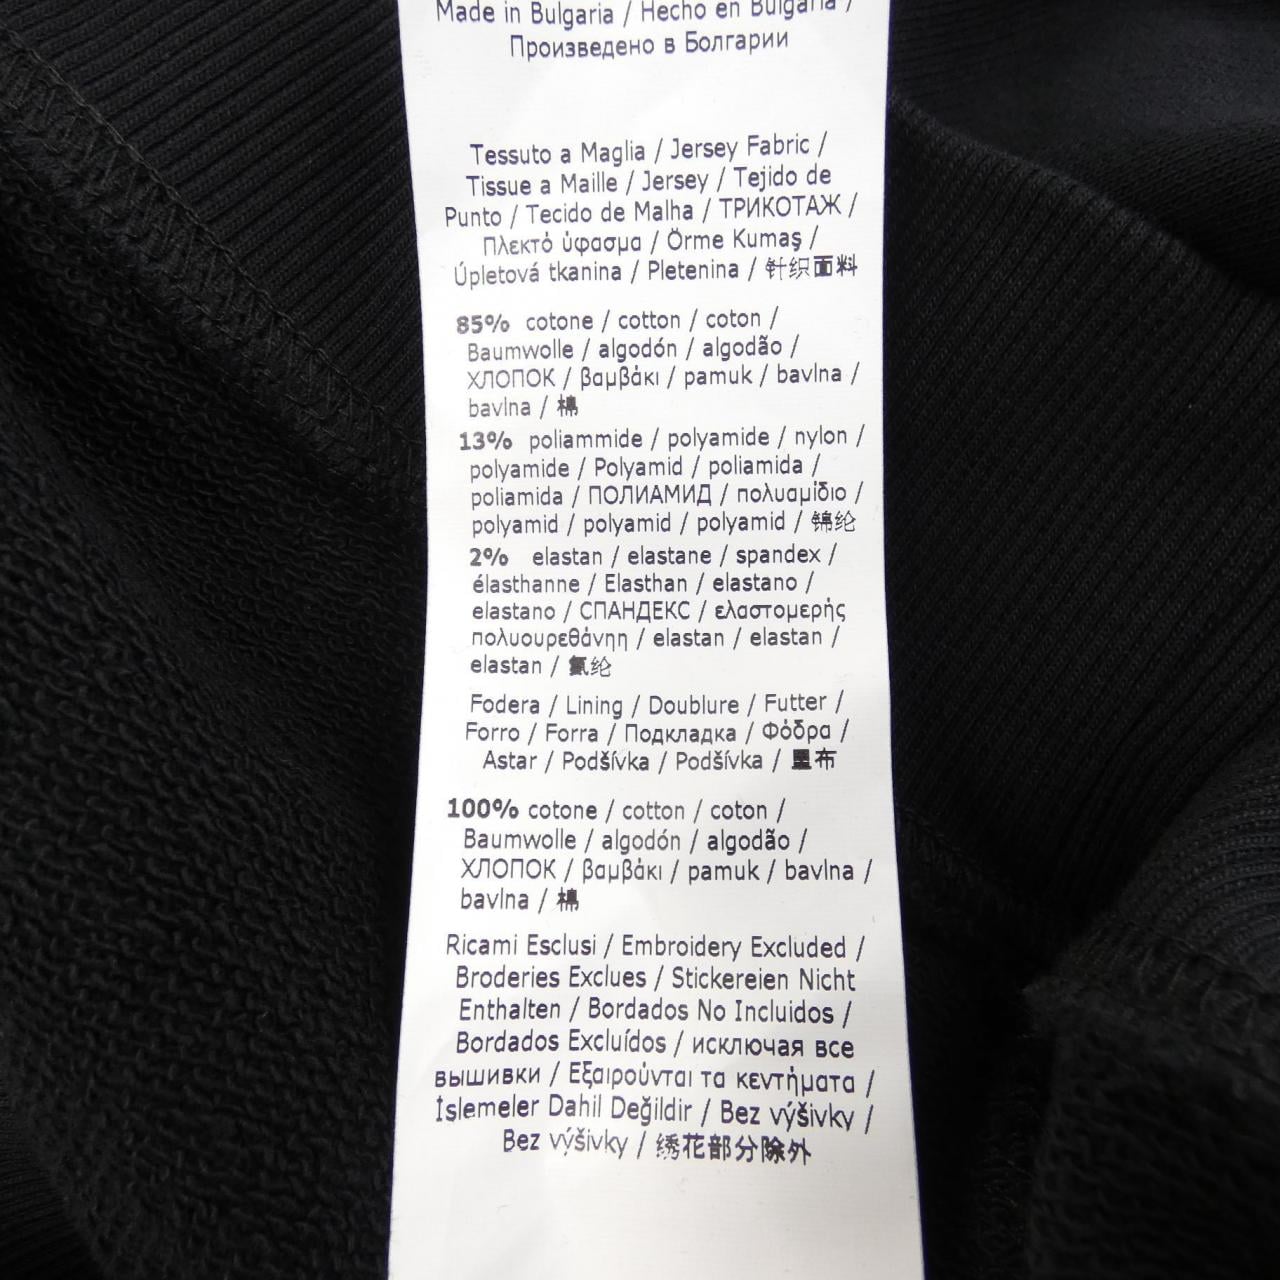 Made in Bulgaria / Hecho en Bulgaria /
Произведено в Болгарии
Tessuto a Maglia / Jersey Fabric /
Tissue a Maille / Jersey / Tejido de
Punto / Tecido de Malha / ТРИКОТАЖ /
Πλεκτό ύφασμα / Örme Kumaş /
Úpletová tkanina / Pletenina / 针织面料
85% cotone / cotton / coton /
Baumwolle / algodón / algodão /
ХЛОПОК / βαμβάκι / pamuk / bavlna /
bavlna / 棉
13% poliammide / polyamide / nylon /
polyamide / Polyamid / poliamida /
poliamida / ПОЛИАМИД / πολυαμίδιο /
polyamid / polyamid / polyamid / 锦纶
2% elastan / elastane / spandex /
élasthanne / Elasthan / elastano /
elastano / СПАНДЕКС / ελαστομερής
πολυουρεθάνηη / elastan / elastan /
elastan / 氨纶
Fodera / Lining / Doublure / Futter /
Forro / Forra / Подкладка / Φόδρα /
Astar / Podšívka / Podšívka / 里布
100% cotone / cotton / coton /
Baumwolle / algodón / algodão /
ХЛОПОК / βαμβάκι / pamuk / bavlna /
bavlna / 棉
Ricami Esclusi / Embroidery Excluded /
Broderies Exclues / Stickereien Nicht
Enthalten / Bordados No Incluidos /
Bordados Excluídos / исключая все
вышивки / Εξαιρούνται τα κεντήματα /
İşlemeler Dahil Değildir / Bez výšivky /
Bez výšivky / 绣花部分除外